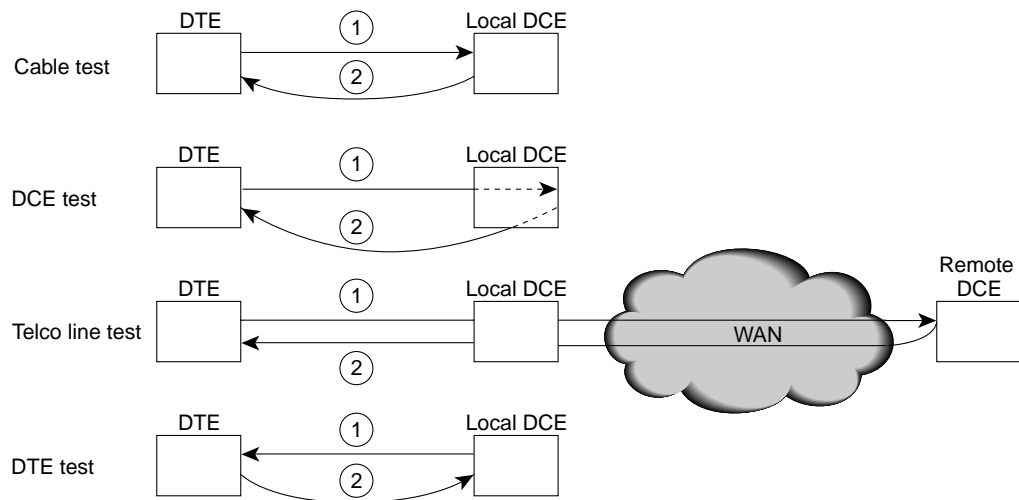 DTE
1
Local DCE
Cable test
2
DTE
1
Local DCE
DCE test
2
DTE
1
Local DCE
Remote
DCE
Telco line test
WAN
2
DTE
1
Local DCE
DTE test
2